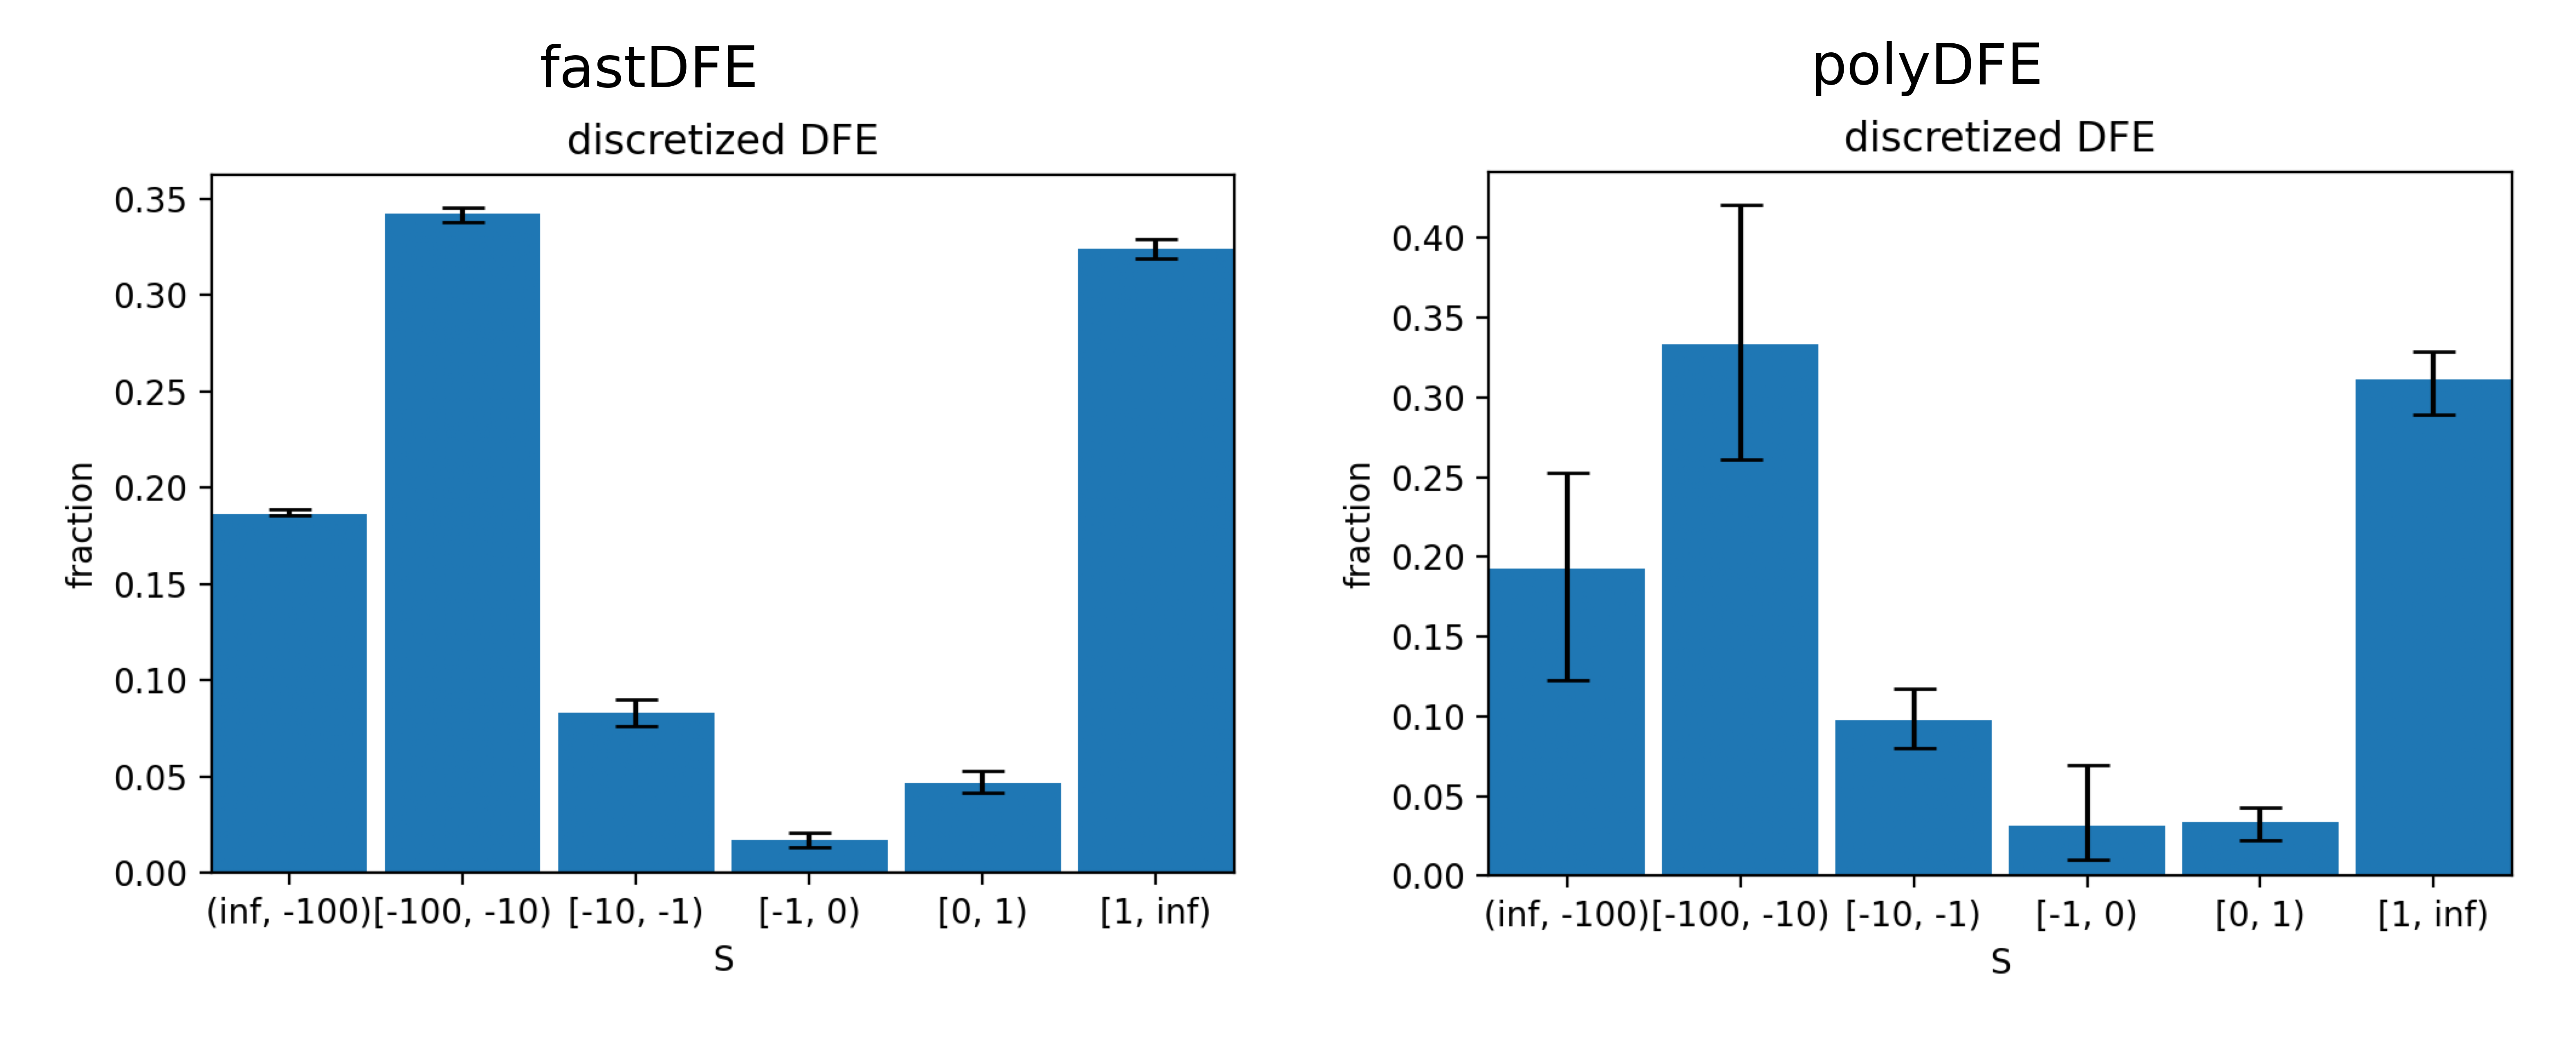 fastDFE
discretized DFE
fraction
0.35
0.30
0.25
0.20
0.15
0.10
0.05
0.00
(inf, -100) [-100, -10) [-10, -1) [-1, 0) [0, 1) [1, inf)
S
polyDFE
discretized DFE
fraction
0.40
0.35
0.30
0.25
0.20
0.15
0.10
0.05
0.00
(inf, -100) [-100, -10) [-10, -1) [-1, 0) [0, 1) [1, inf)
S